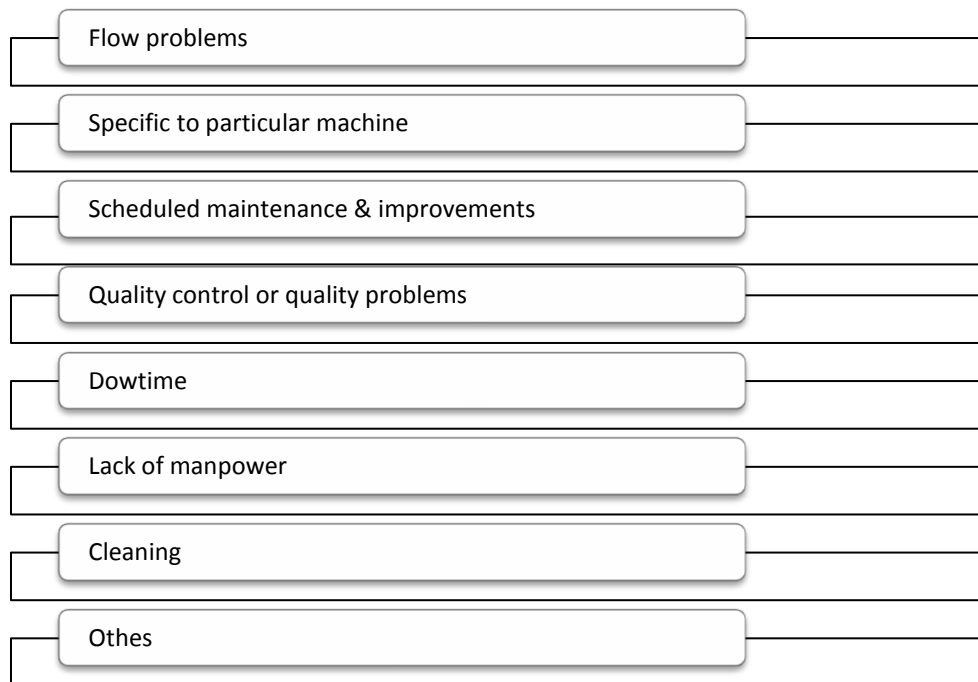 Flow problems
Specific to particular machine
Scheduled maintenance & improvements
Quality control or quality problems
Dowtime
Lack of manpower
Cleaning
Othes